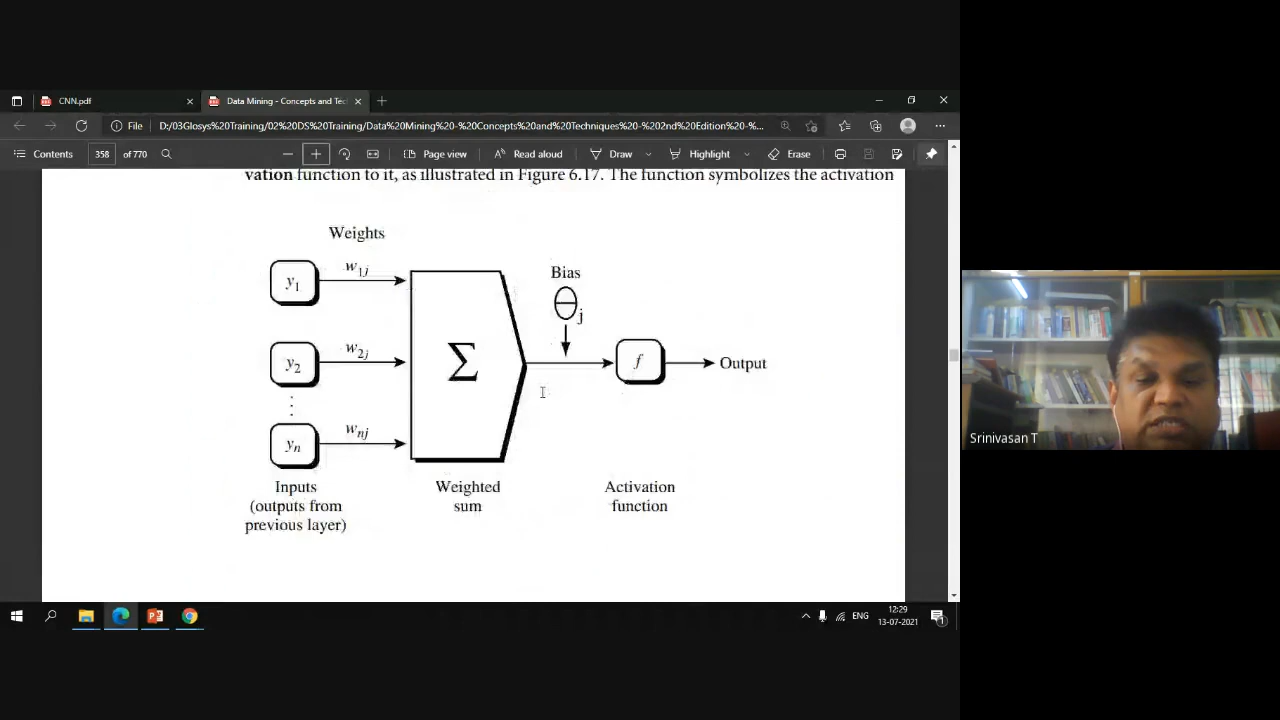 CNN.pdf
Data Mining - Concepts and Tec
File
D:/03Glosys%20Training/02%20DS%20Training/Data%20Mining%20-%20Concepts%20and%20Techniques%20-%202nd%20Edition%20-%...
Contents
358
of 770
Page view
Read aloud
Draw
Highlight
Erase
vation function to it, as illustrated in Figure 6.17. The function symbolizes the activation
Weights
y1
w1j
Bias
θj
y2
w2j
Σ
f
Output
⋮
yn
wnj
Inputs
(outputs from
previous layer)
Weighted
sum
Activation
function
Srinivasan T
ENG
12:29
13-07-2021
1